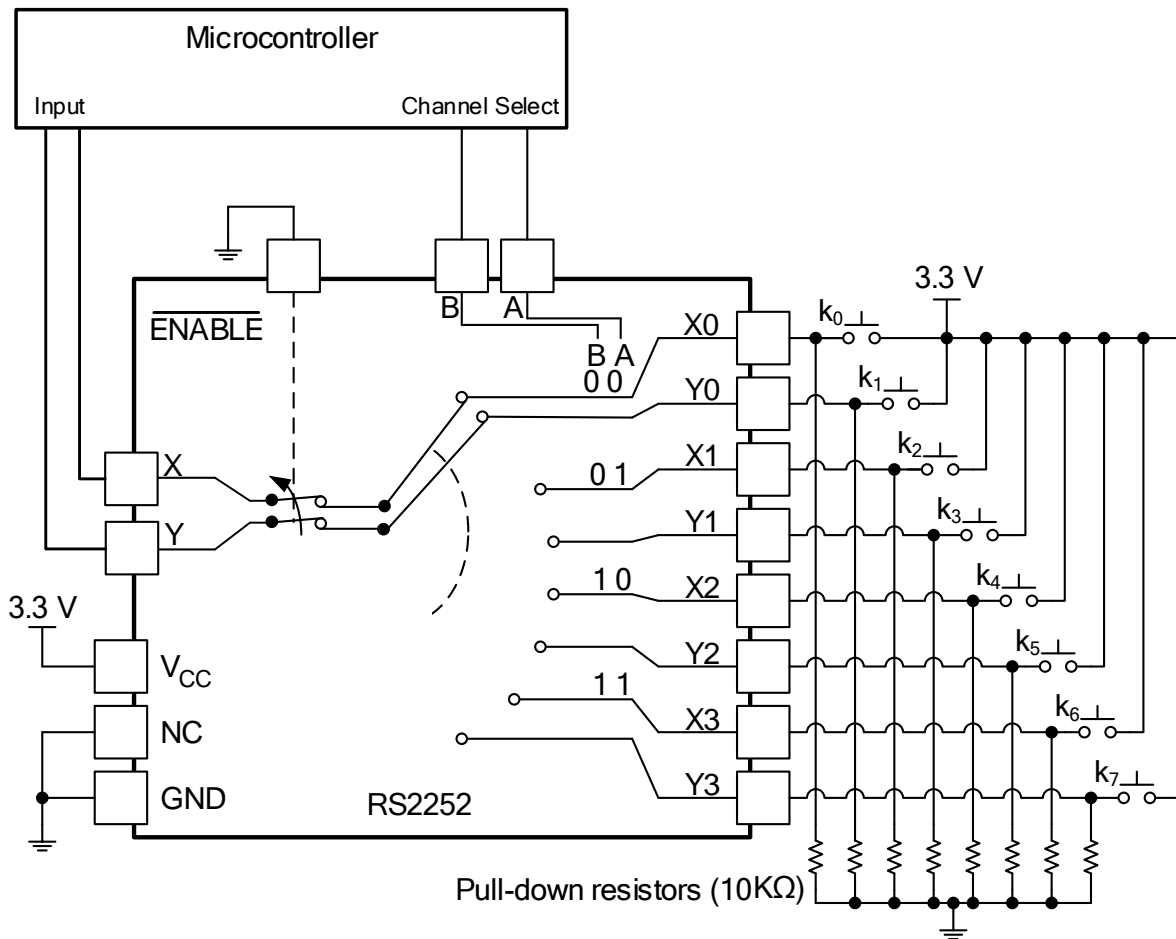 Microcontroller
Input
Channel Select
3.3 V
B
A
ENABLE
B A
0 0
X0
k0
Y0
k1
X
0 1
X1
k2
Y
Y1
k3
1 0
X2
k4
3.3 V
VCC
Y2
k5
1 1
NC
X3
k6
GND
RS2252
Y3
k7
Pull-down resistors (10KΩ)